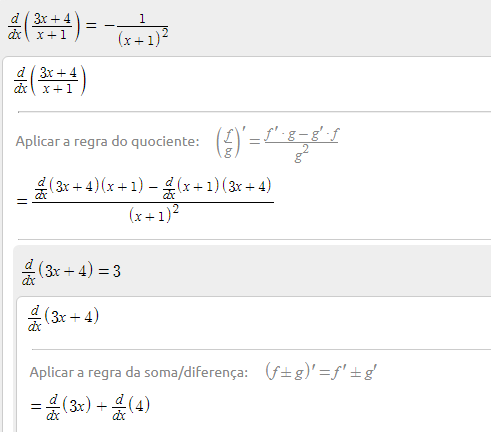 d/dx((3x+4)/(x+1)) = −1/(x+1)²
d/dx((3x+4)/(x+1))
Aplicar a regra do quociente: (f/g)′ = (f′·g−g′·f)/g²
= (d/dx(3x+4)(x+1) − d/dx(x+1)(3x+4))/(x+1)²
d/dx(3x+4) = 3
d/dx(3x+4)
Aplicar a regra da soma/diferença: (f±g)′=f′±g′
= d/dx(3x) + d/dx(4)